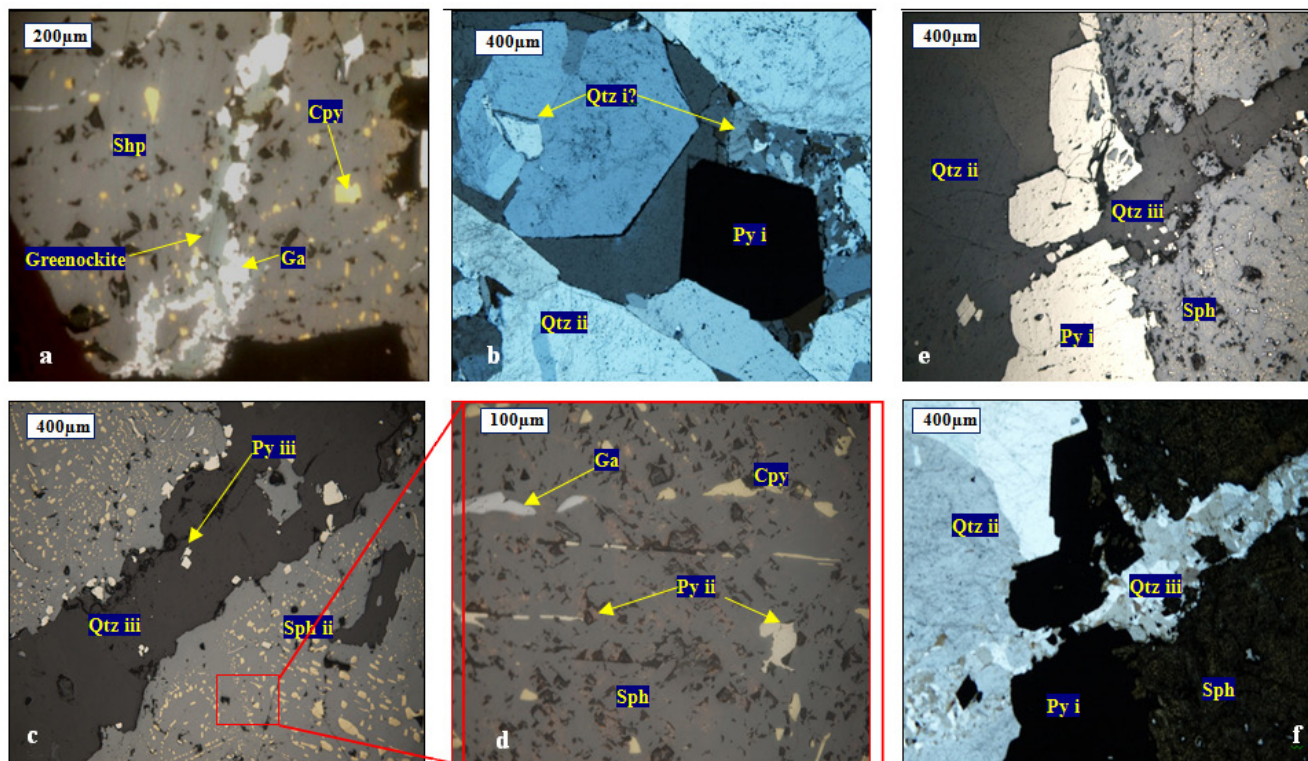 200µm
Cpy
Shp
Greenockite
Ga
a
400µm
Qtz i?
Py i
Qtz ii
b
400µm
Qtz ii
Qtz iii
Sph
Py i
e
400µm
Py iii
Qtz iii
Sph ii
c
100µm
Ga
Cpy
Py ii
Sph
d
400µm
Qtz ii
Qtz iii
Py i
Sph
f